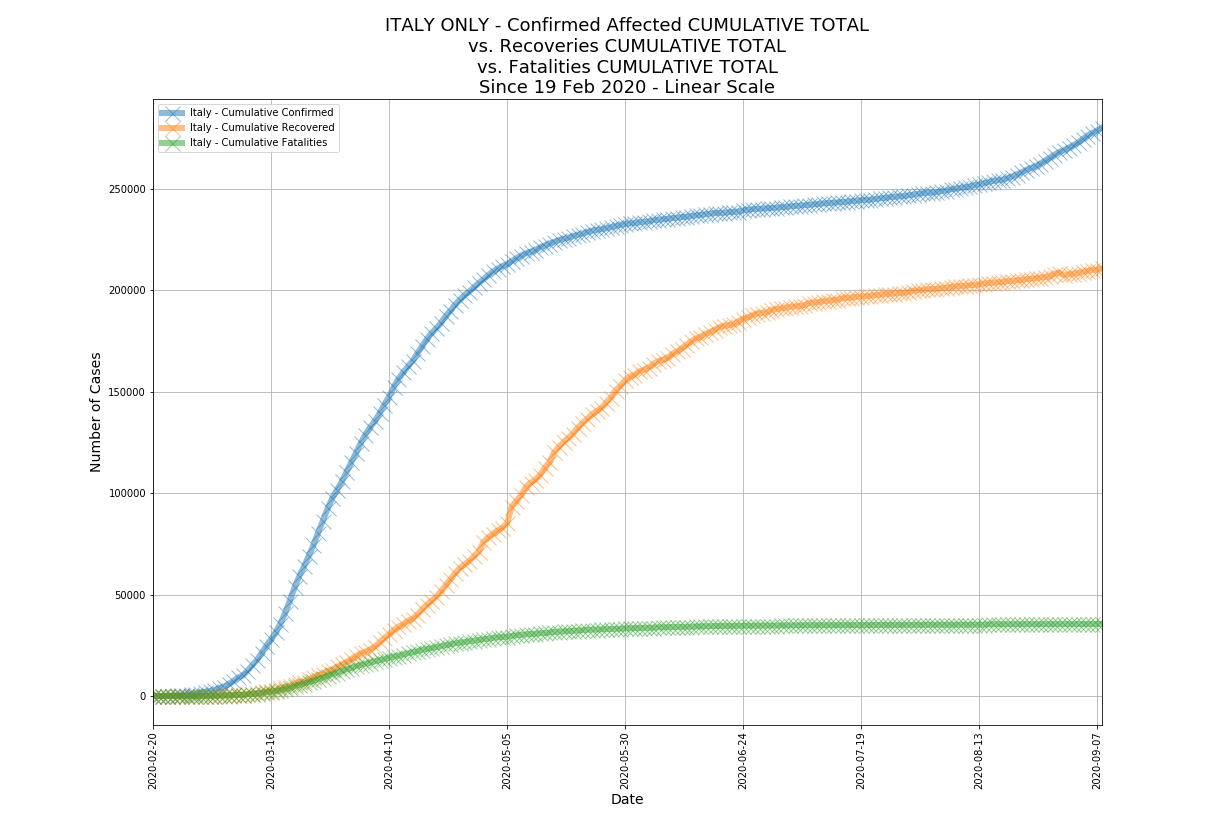 ITALY ONLY - Confirmed Affected CUMULATIVE TOTAL
vs. Recoveries CUMULATIVE TOTAL
vs. Fatalities CUMULATIVE TOTAL
Since 19 Feb 2020 - Linear Scale
Italy - Cumulative Confirmed
Italy - Cumulative Recovered
Italy - Cumulative Fatalities
Number of Cases
250000
200000
150000
100000
50000
0
2020-02-20
2020-03-16
2020-04-10
2020-05-05
2020-05-30
2020-06-24
2020-07-19
2020-08-13
2020-09-07
Date